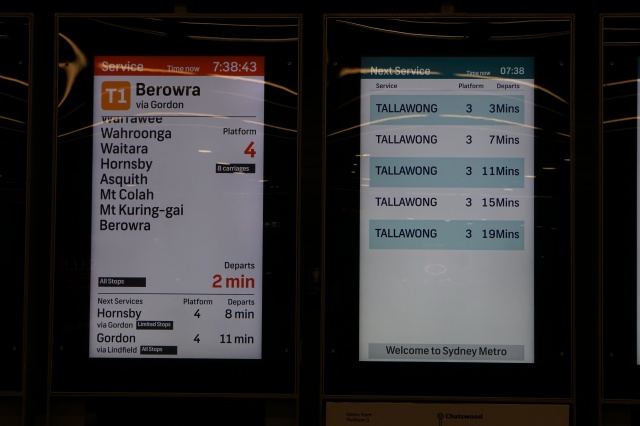 Service Time now 7:38:43
T1 Berowra
via Gordon
Warrawee
Wahroonga
Waitara
Hornsby
Asquith
Mt Colah
Mt Kuring-gai
Berowra
Platform
4
8 carriages
Departs
All Stops 2 min
Next Services Platform Departs
Hornsby 4 8 min
via Gordon Limited Stops
Gordon 4 11 min
via Lindfield All Stops
Next Service Time now 07:38
Service Platform Departs
TALLAWONG 3 3Mins
TALLAWONG 3 7Mins
TALLAWONG 3 11Mins
TALLAWONG 3 15Mins
TALLAWONG 3 19Mins
Welcome to Sydney Metro
Chatswood